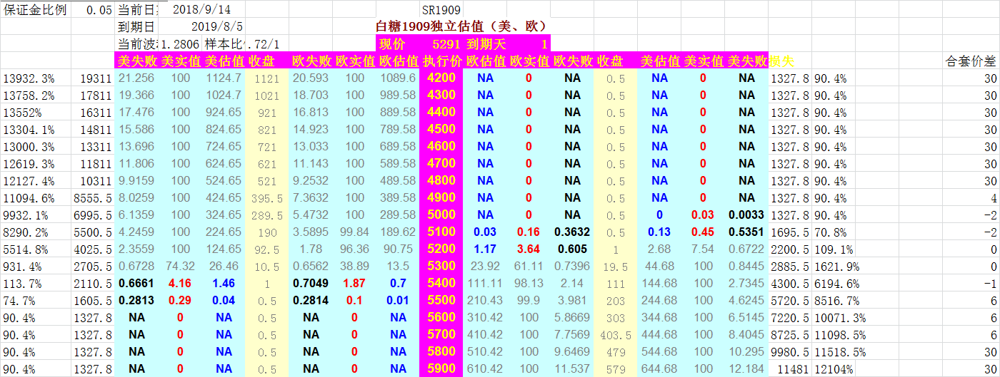 保证金比例 0.05 当前日 2018/9/14 SR1909
到期日 2019/8/5 白糖1909独立估值（美、欧）
当前波 1.2806 样本比 .72/1 现价 5291 到期天 1
美失败 美实值 美估值 收盘 欧失败 欧实值 欧估值 执行价 欧估值 欧实值 欧失败 收盘 美估值 美实值 美失败 损失 合套价差
13932.3% 19311 21.256 100 1124.7 1121 20.593 100 1089.6 4200 NA 0 NA 0.5 NA 0 NA 1327.8 90.4% 30
13758.2% 17811 19.366 100 1024.7 1021 18.703 100 989.58 4300 NA 0 NA 0.5 NA 0 NA 1327.8 90.4% 30
13552% 16311 17.476 100 924.65 921 16.813 100 889.58 4400 NA 0 NA 0.5 NA 0 NA 1327.8 90.4% 30
13304.1% 14811 15.586 100 824.65 821 14.923 100 789.58 4500 NA 0 NA 0.5 NA 0 NA 1327.8 90.4% 30
13000.3% 13311 13.696 100 724.65 721 13.033 100 689.58 4600 NA 0 NA 0.5 NA 0 NA 1327.8 90.4% 30
12619.3% 11811 11.806 100 624.65 621 11.143 100 589.58 4700 NA 0 NA 0.5 NA 0 NA 1327.8 90.4% 30
12127.4% 10311 9.9159 100 524.65 521 9.2532 100 489.58 4800 NA 0 NA 0.5 NA 0 NA 1327.8 90.4% 30
11094.6% 8555.5 8.0259 100 424.65 395.5 7.3632 100 389.58 4900 NA 0 NA 0.5 NA 0 NA 1327.8 90.4% 4
9932.1% 6995.5 6.1359 100 324.65 289.5 5.4732 100 289.58 5000 NA 0 NA 0.5 0 0.03 0.0033 1327.8 90.4% -2
8290.2% 5500.5 4.2459 100 224.65 190 3.5895 99.84 189.62 5100 0.03 0.16 0.3632 0.5 0.13 0.45 0.5351 1695.5 70.8% -2
5514.8% 4025.5 2.3559 100 124.65 92.5 1.78 96.36 90.75 5200 1.17 3.64 0.605 1 2.68 7.54 0.6722 2200.5 109.1% 0
931.4% 2705.5 0.6728 74.32 26.46 10.5 0.6562 38.89 13.5 5300 23.92 61.11 0.7396 19.5 44.68 100 0.8445 2885.5 1621.9% 0
113.7% 2110.5 0.6661 4.16 1.46 1 0.7049 1.87 0.7 5400 111.11 98.13 2.14 111 144.68 100 2.7345 4300.5 6194.6% -1
74.7% 1605.5 0.2813 0.29 0.04 0.5 0.2814 0.1 0.01 5500 210.43 99.9 3.981 203 244.68 100 4.6245 5720.5 8516.7% 6
90.4% 1327.8 NA 0 NA 0.5 NA 0 NA 5600 310.42 100 5.8669 303 344.68 100 6.5145 7220.5 10071.3% 6
90.4% 1327.8 NA 0 NA 0.5 NA 0 NA 5700 410.42 100 7.7569 403.5 444.68 100 8.4045 8725.5 11098.5% 6
90.4% 1327.8 NA 0 NA 0.5 NA 0 NA 5800 510.42 100 9.6469 479 544.68 100 10.295 9980.5 11518.5% 30
90.4% 1327.8 NA 0 NA 0.5 NA 0 NA 5900 610.42 100 11.537 579 644.68 100 12.184 11481 12104% 30